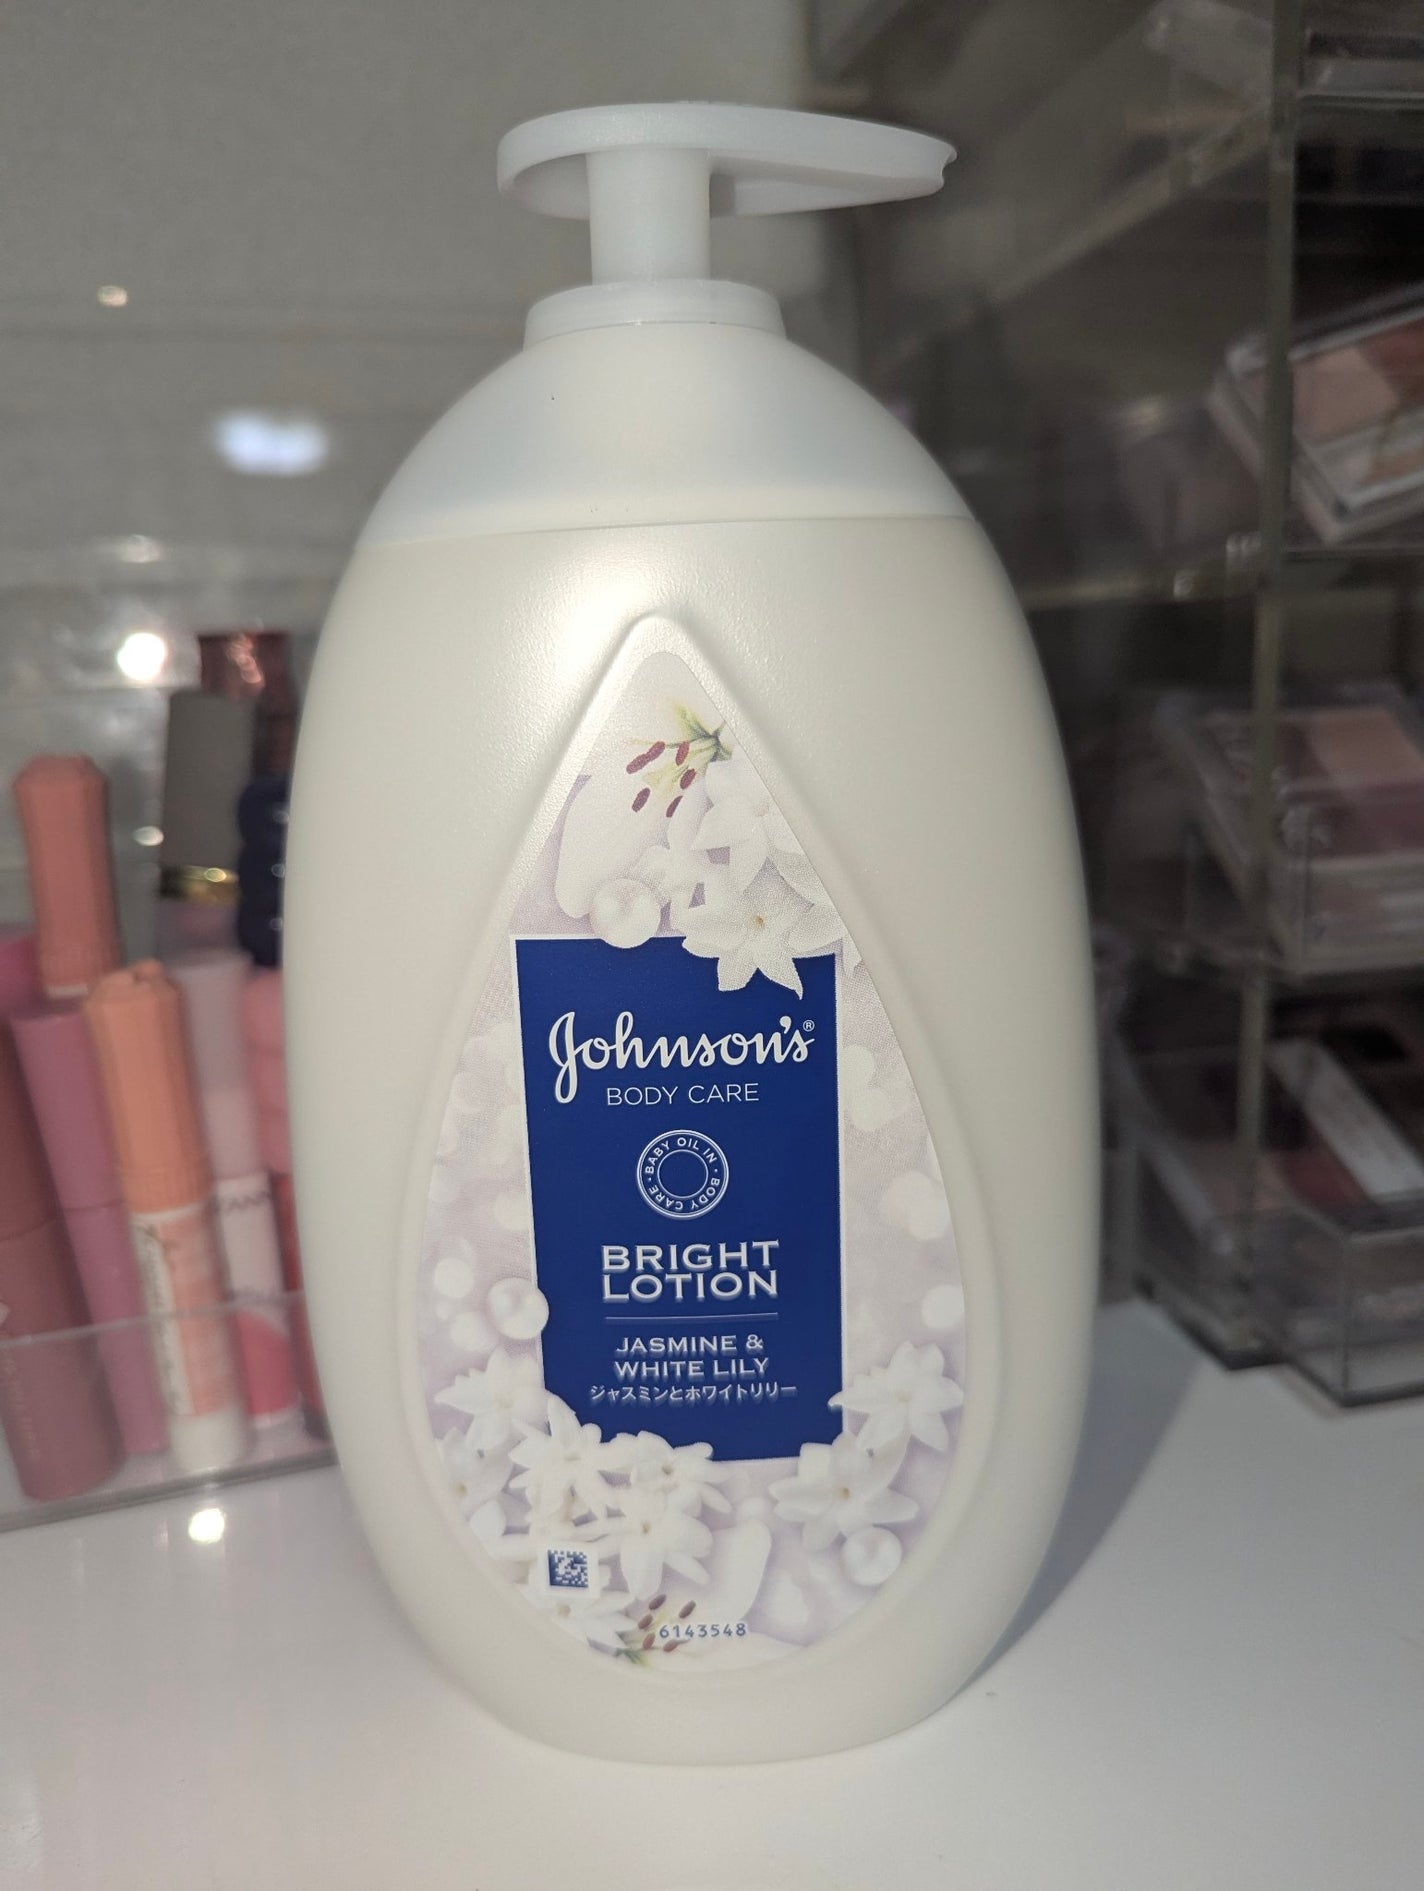 Johnson's®
BODY CARE
BABY OIL IN · BODY CARE ·
BRIGHT
LOTION
JASMINE &
WHITE LILY
ジャスミンとホワイトリリー
6143548